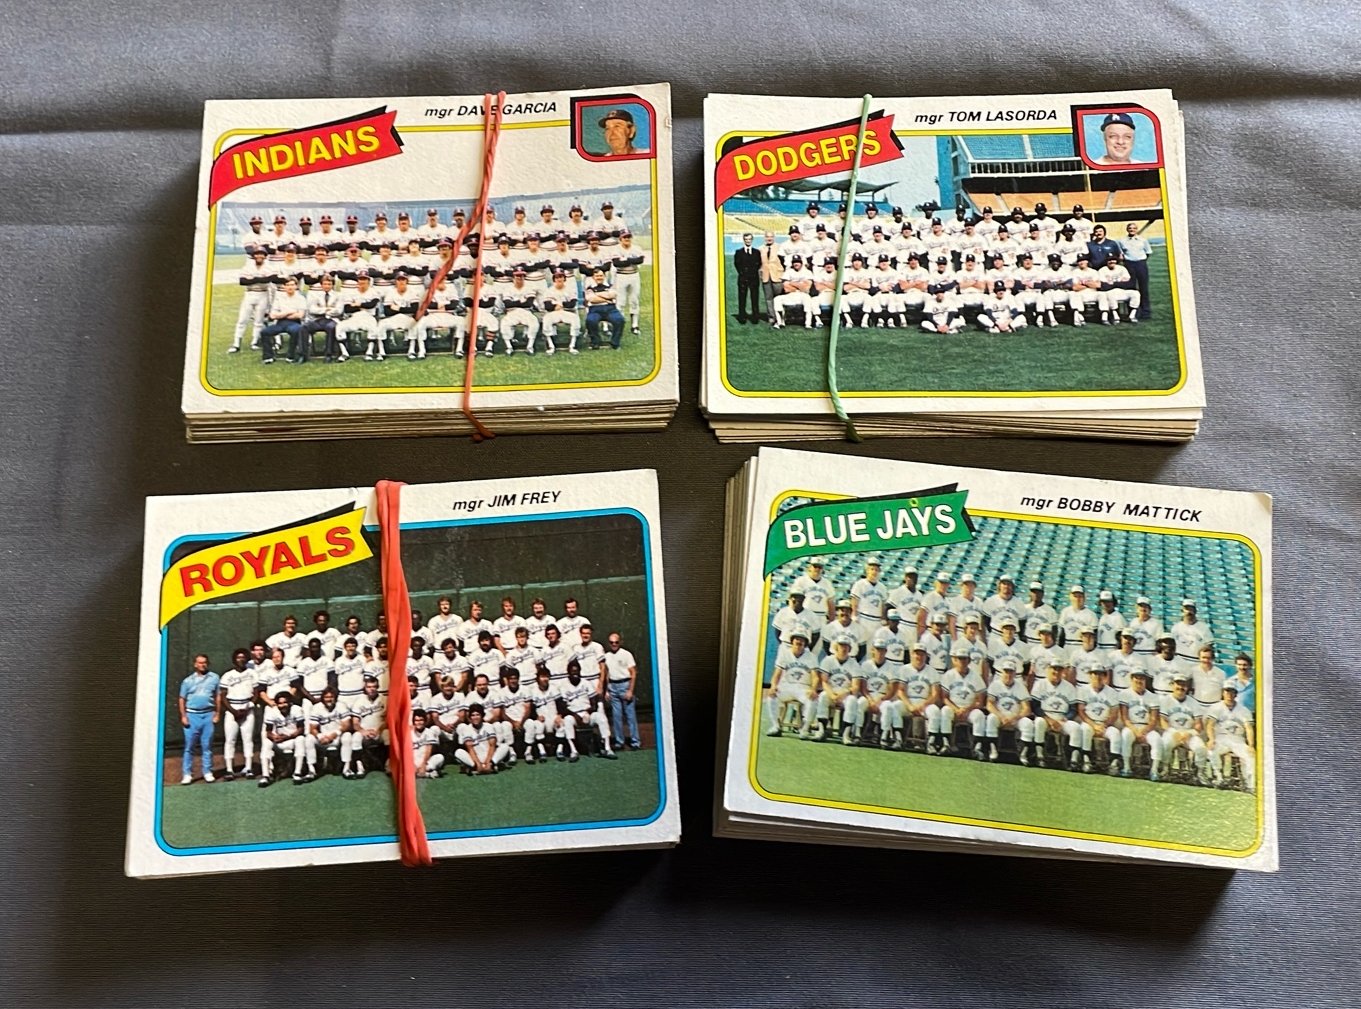 INDIANS
mgr DAVE GARCIA
DODGERS
mgr TOM LASORDA
ROYALS
mgr JIM FREY
BLUE JAYS
mgr BOBBY MATTICK